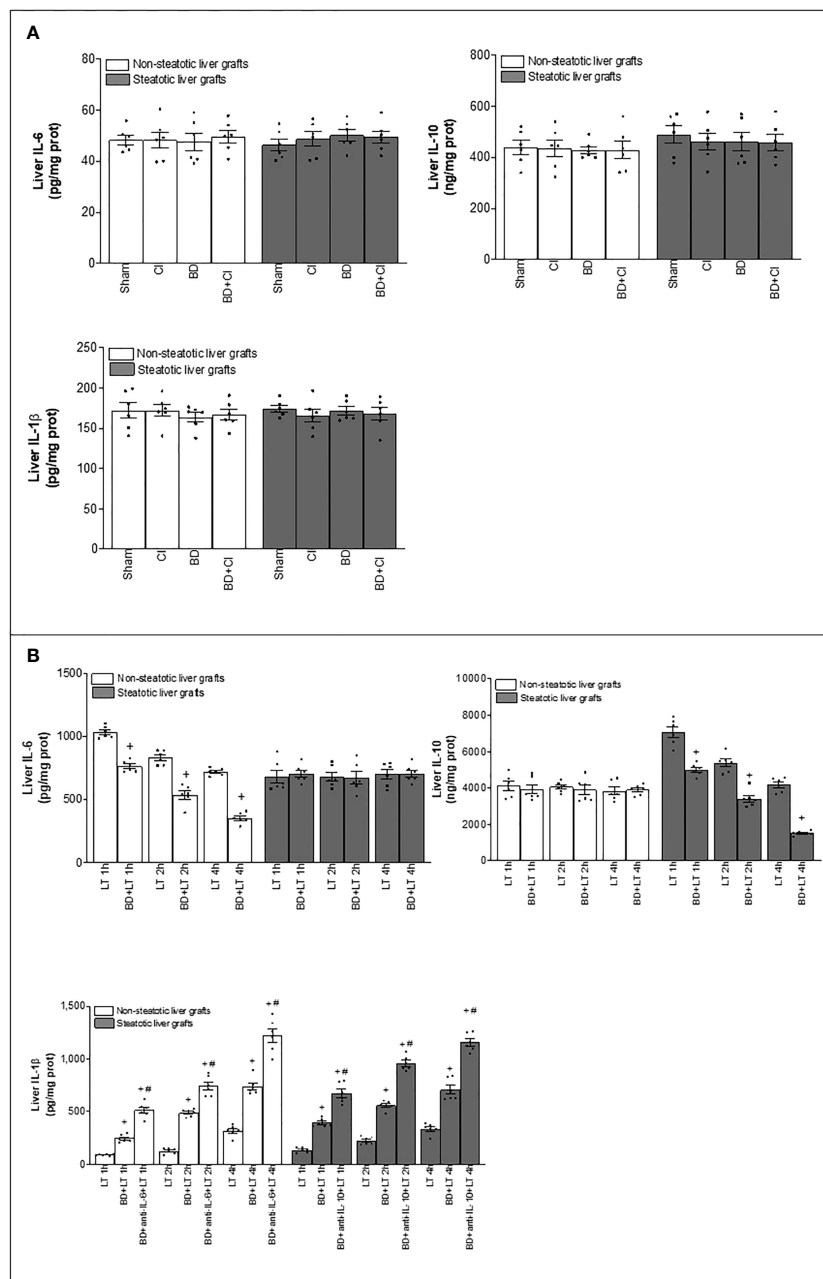 A
Non-steatotic liver grafts
Steatotic liver grafts
Liver IL-6
(pg/mg prot)
80
60
40
20
0
Sham
CI
BD
BD+CI
Sham
CI
BD
BD+CI
Non-steatotic liver grafts
Steatotic liver grafts
Liver IL-10
(ng/mg prot)
800
600
400
200
0
Sham
CI
BD
BD+CI
Sham
CI
BD
BD+CI
Non-steatotic liver grafts
Steatotic liver grafts
Liver IL-1β
(pg/mg prot)
250
200
150
100
50
0
Sham
CI
BD
BD+CI
Sham
CI
BD
BD+CI
B
Non-steatotic liver grafts
Steatotic liver grafts
Liver IL-6
(pg/mg prot)
1500
1000
500
0
+
+
+
LT 1h
BD+LT 1h
LT 2h
BD+LT 2h
LT 4h
BD+LT 4h
LT 1h
BD+LT 1h
LT 2h
BD+LT 2h
LT 4h
BD+LT 4h
Non-steatotic liver grafts
Steatotic liver grafts
Liver IL-10
(ng/mg prot)
10000
8000
6000
4000
2000
0
+
+
+
LT 1h
BD+LT 1h
LT 2h
BD+LT 2h
LT 4h
BD+LT 4h
LT 1h
BD+LT 1h
LT 2h
BD+LT 2h
LT 4h
BD+LT 4h
Non-steatotic liver grafts
Steatotic liver grafts
Liver IL-1β
(pg/mg prot)
1,500
1,000
500
0
+
+ #
+
+ #
+
+ #
+
+ #
+
+ #
+
+ #
LT 1h
BD+LT 1h
BD+anti-IL-6+LT 1h
LT 2h
BD+LT 2h
BD+anti-IL-6+LT 2h
LT 4h
BD+LT 4h
BD+anti-IL-6+LT 4h
LT 1h
BD+LT 1h
BD+anti-IL-10+LT 1h
LT 2h
BD+LT 2h
BD+anti-IL-10+LT 2h
LT 4h
BD+LT 4h
BD+anti-IL-10+LT 4h